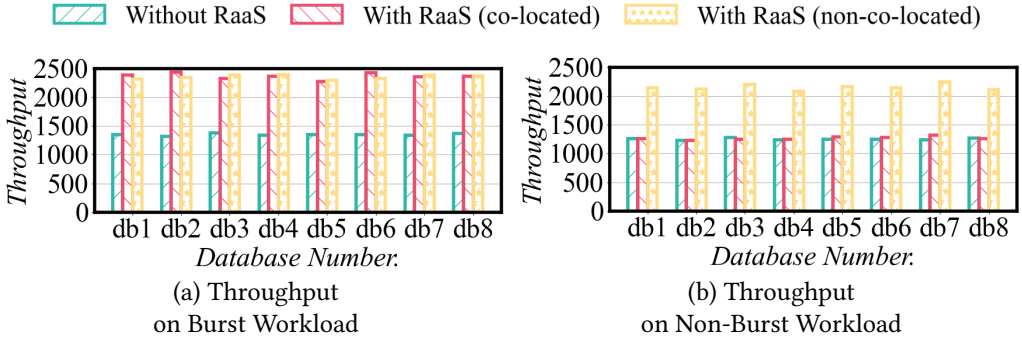 Without RaaS With RaaS (co-located) With RaaS (non-co-located)
Throughput
2500
2000
1500
1000
500
0
db1 db2 db3 db4 db5 db6 db7 db8
Database Number.
(a) Throughput
on Burst Workload
Throughput
2500
2000
1500
1000
500
0
db1 db2 db3 db4 db5 db6 db7 db8
Database Number.
(b) Throughput
on Non-Burst Workload